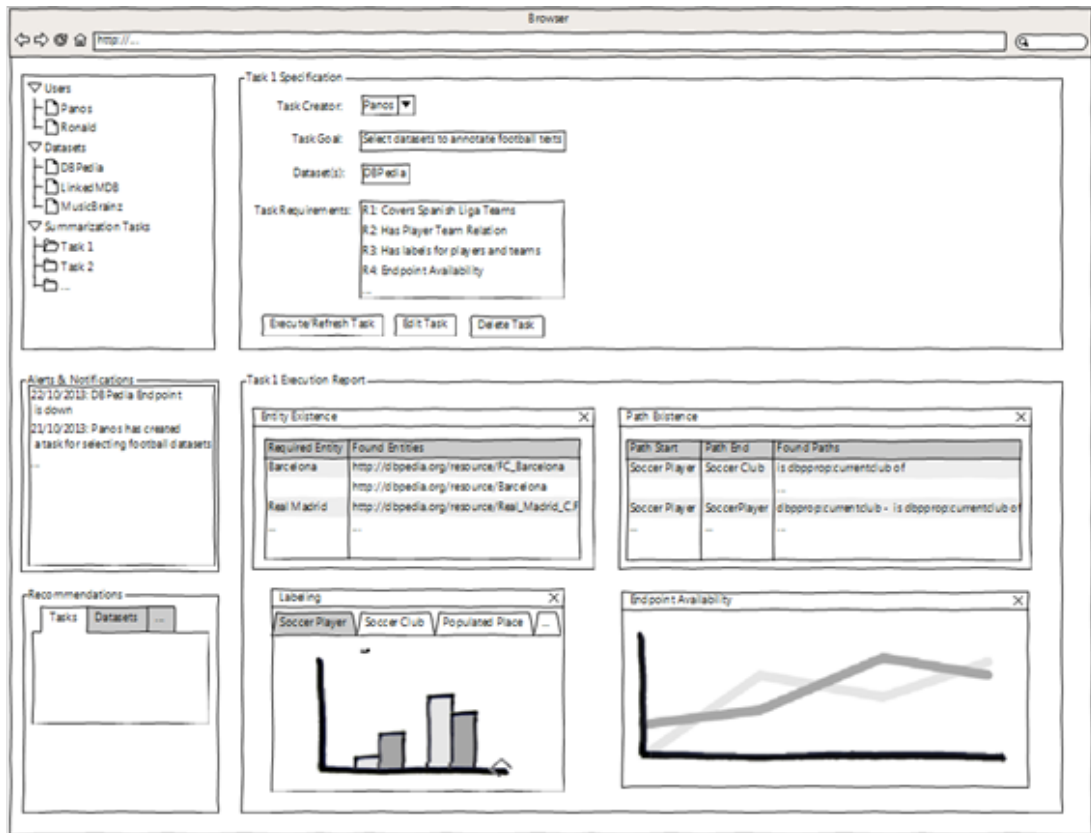 Browser
http://...
Users
Panos
Ronald
Datasets
DBPedia
LinkedMDB
MusicBrainz
Summarization Tasks
Task 1
Task 2
...
Task 1 Specification
Task Creator: Panos
Task Goal: Select datasets to annotate football texts
Dataset(s): DBPedia
Task Requirements: R1: Covers Spanish Liga Teams
R2: Has Player Team Relation
R3: Has labels for players and teams
R4: Endpoint Availability
...
Execute/Refresh Task Edit Task Delete Task
Alerts & Notifications
22/10/2013: DBPedia Endpoint
is down
21/10/2013: Panos has created
a task for selecting football datasets
...
Recommendations
Tasks Datasets ...
Task 1 Execution Report
Entity Existence
Required Entity Found Entities
Barcelona http://dbpedia.org/resource/FC_Barcelona
http://dbpedia.org/resource/Barcelona
Real Madrid http://dbpedia.org/resource/Real_Madrid_C.F
... ...
Path Existence
Path Start Path End Found Paths
Soccer Player Soccer Club is dbpprop:currentclub of
...
Soccer Player SoccerPlayer dbpprop:currentclub - is dbpprop:currentclub of
... ... ...
Labeling
Soccer Player Soccer Club Populated Place ...
Endpoint Availability